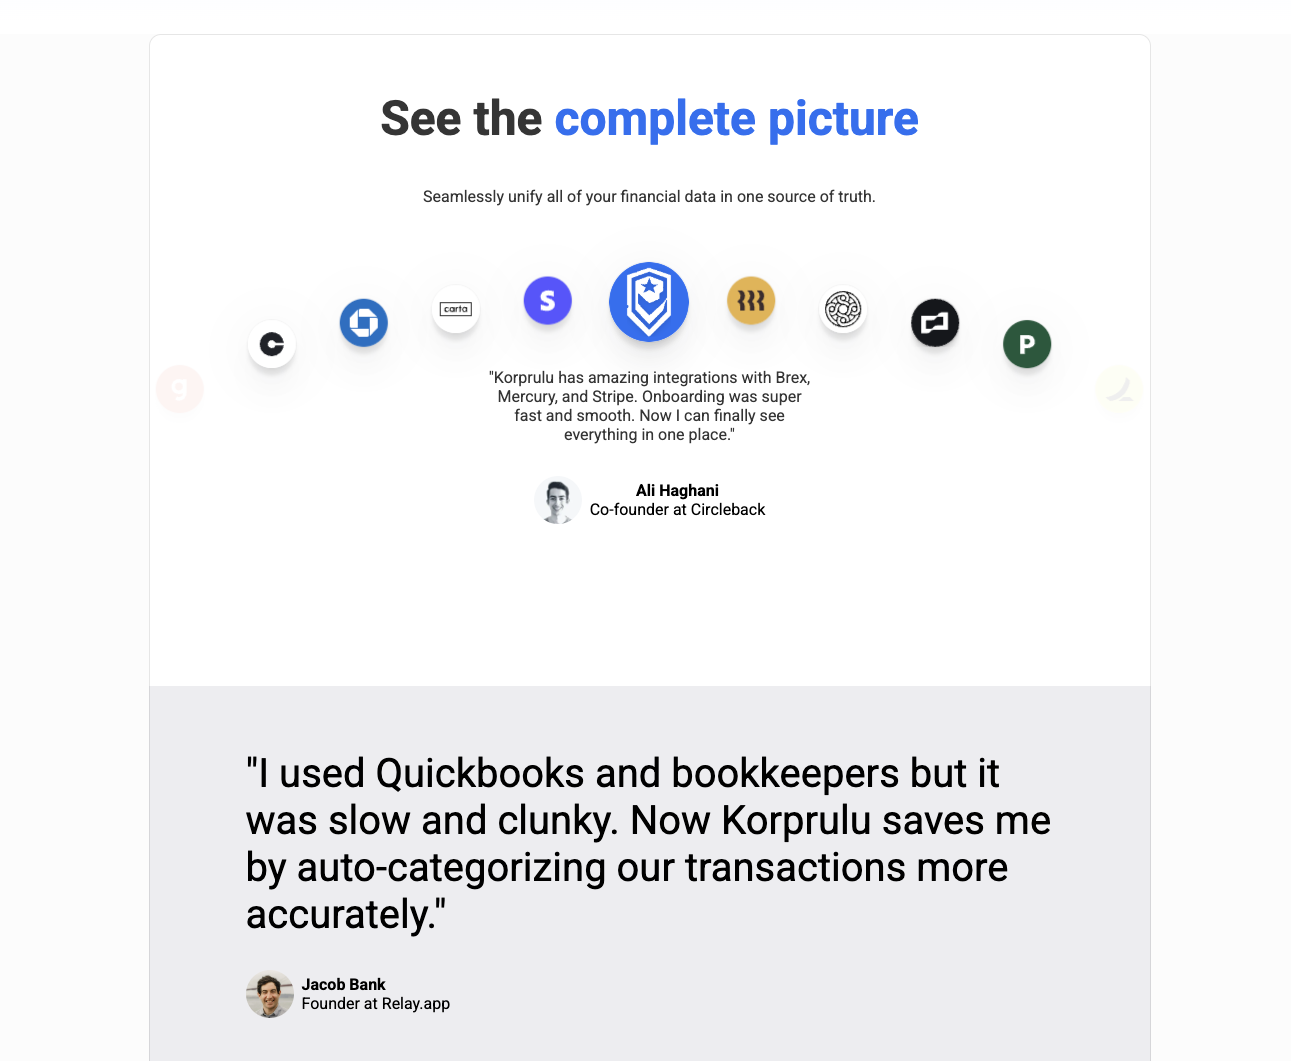 See the complete picture
Seamlessly unify all of your financial data in one source of truth.
g
C
carta
S
P
"Korprulu has amazing integrations with Brex,
Mercury, and Stripe. Onboarding was super
fast and smooth. Now I can finally see
everything in one place."
Ali Haghani
Co-founder at Circleback
"I used Quickbooks and bookkeepers but it
was slow and clunky. Now Korprulu saves me
by auto-categorizing our transactions more
accurately."
Jacob Bank
Founder at Relay.app